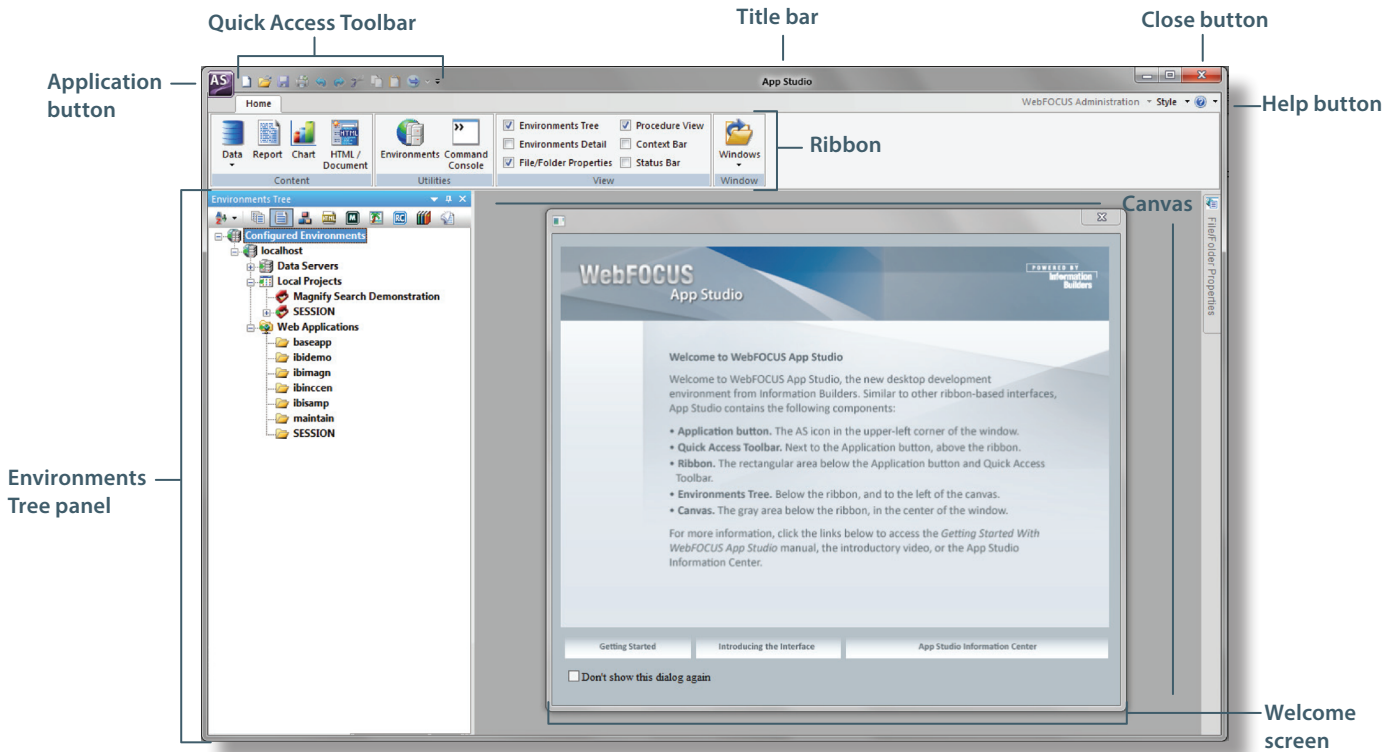 Quick Access Toolbar
Title bar
Close button
Application
button
AS
App Studio
Help button
Home
WebFOCUS Administration
Style
Data
Report
Chart
HTML /
Document
Content
Environments
Command
Console
Utilities
Environments Tree
Environments Detail
File/Folder Properties
Procedure View
Context Bar
Status Bar
View
Windows
Window
Ribbon
Environments Tree
Canvas
File/Folder Properties
Configured Environments
localhost
Data Servers
Local Projects
Magnify Search Demonstration
SESSION
Web Applications
baseapp
ibidemo
ibimagn
ibinccen
ibisamp
maintain
SESSION
Environments
Tree panel
WebFOCUS
App Studio
POWERED BY
Information
Builders
Welcome to WebFOCUS App Studio
Welcome to WebFOCUS App Studio, the new desktop development
environment from Information Builders. Similar to other ribbon-based interfaces,
App Studio contains the following components:
• Application button. The AS icon in the upper-left corner of the window.
• Quick Access Toolbar. Next to the Application button, above the ribbon.
• Ribbon. The rectangular area below the Application button and Quick Access
Toolbar.
• Environments Tree. Below the ribbon, and to the left of the canvas.
• Canvas. The gray area below the ribbon, in the center of the window.
For more information, click the links below to access the Getting Started With
WebFOCUS App Studio manual, the introductory video, or the App Studio
Information Center.
Getting Started
Introducing the Interface
App Studio Information Center
Don't show this dialog again
Welcome
screen